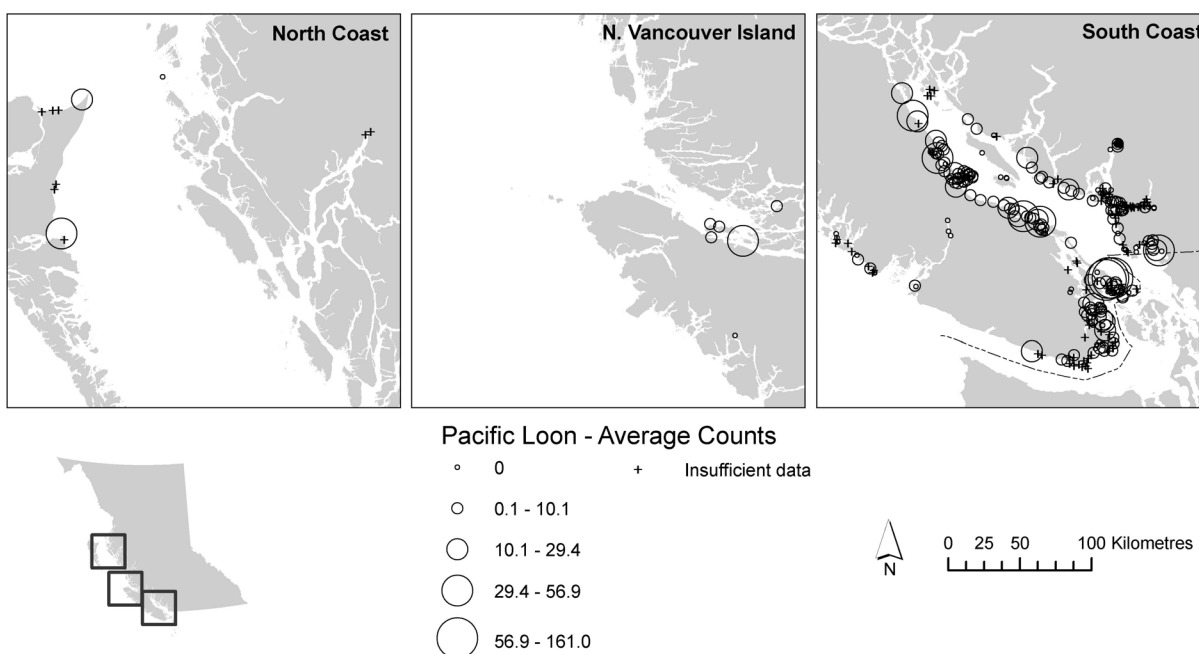 North Coast
N. Vancouver Island
South Coast
Pacific Loon - Average Counts
0
+ Insufficient data
0.1 - 10.1
10.1 - 29.4
29.4 - 56.9
56.9 - 161.0
N
0 25 50 100 Kilometres